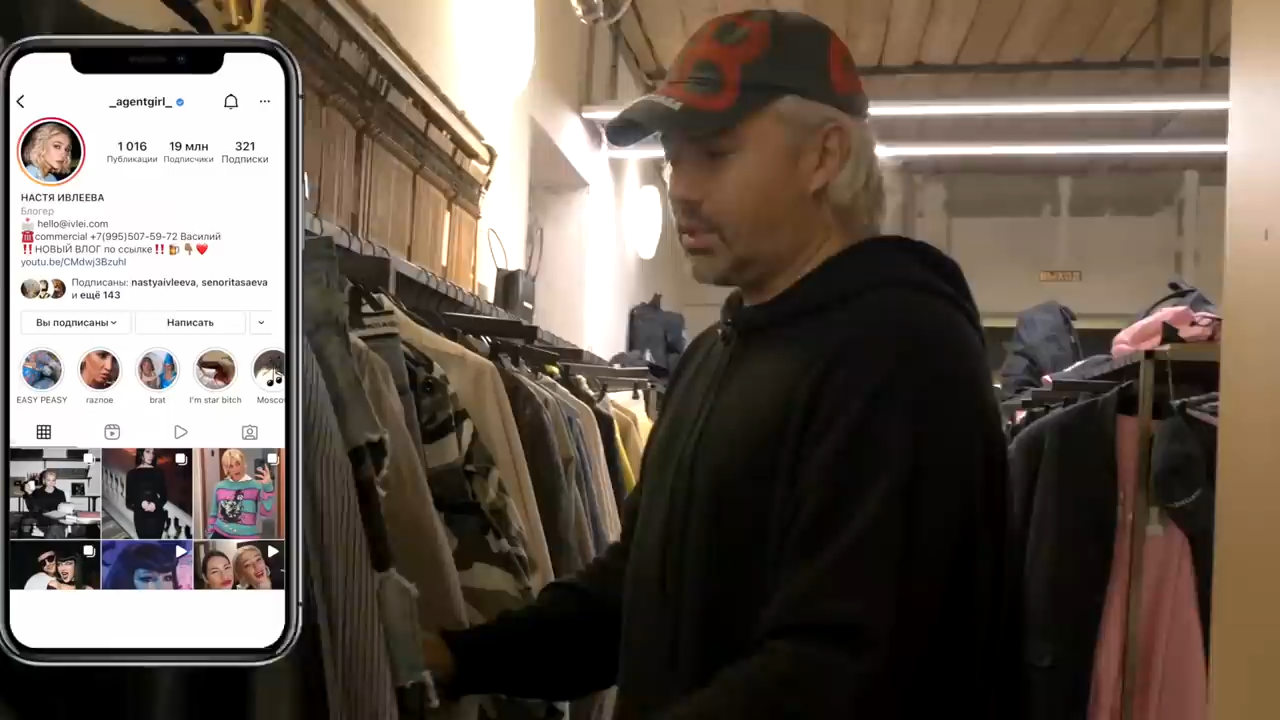 _agentgirl_
1 016
19 млн
321
Публикации
Подписчики
Подписки
НАСТЯ ИВЛЕЕВА
Блогер
hello@ivlei.com
commercial +7(995)507-59-72 Василий
‼️НОВЫЙ ВЛОГ по ссылке‼️
youtu.be/CMdwj3BzuhI
Подписаны: nastyaivleeva, senoritasaeva
и ещё 143
Вы подписаны
Написать
EASY PEASY
raznoe
brat
I'm star bitch
Moscow
ВЫХОД